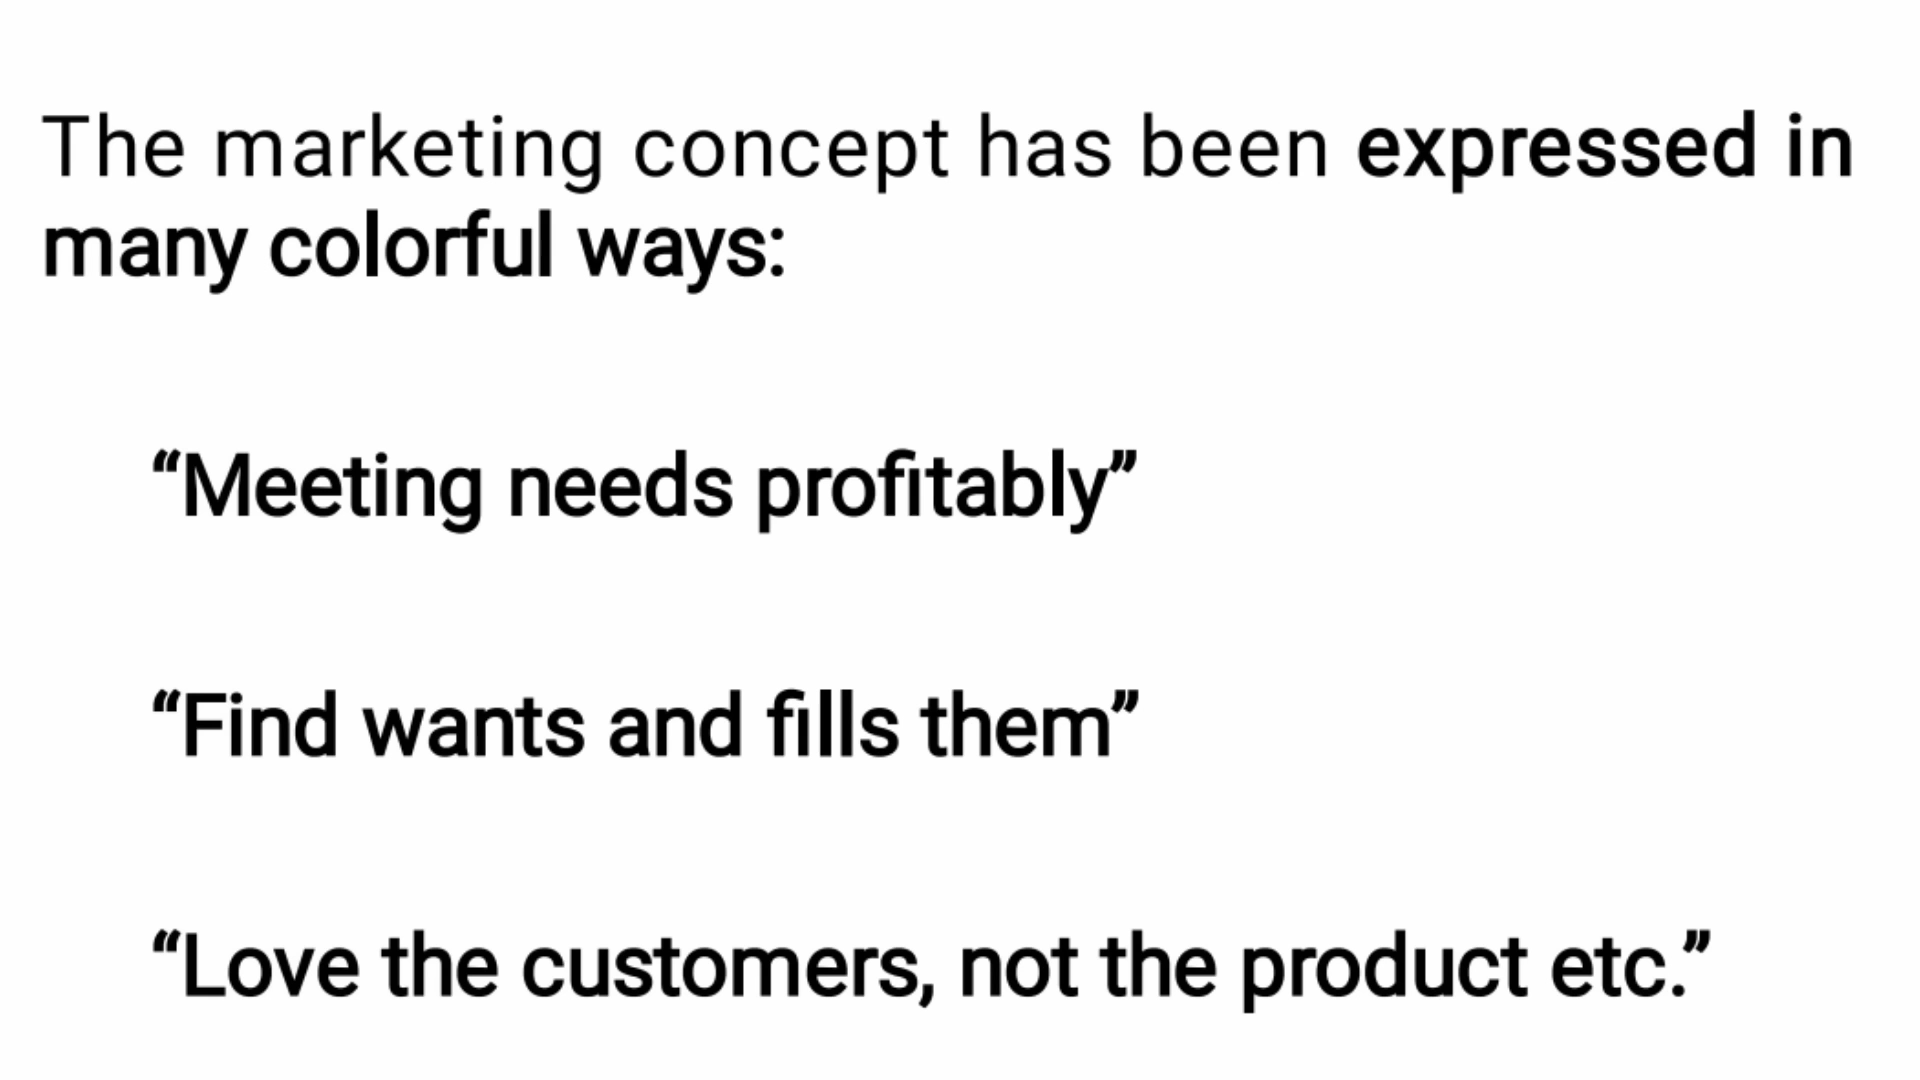 The marketing concept has been expressed in
many colorful ways:
“Meeting needs profitably”
“Find wants and fills them”
“Love the customers, not the product etc.”